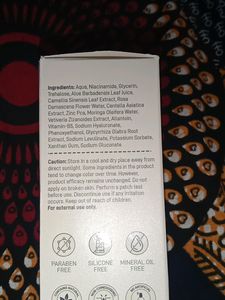 Ingredients: Aqua, Niacinamide, Glycerin,
Trehalose, Aloe Barbadensis Leaf Juice,
Camellia Sinensis Leaf Extract, Rosa
Damascena Flower Water, Centella Asiatica
Extract, Zinc Pca, Moringa Oleifera Water,
Vetiveria Zizanoides Extract, Allantoin,
Vitamin-B5, Sodium Hyaluronate,
Phenoxyethanol, Glycyrrhiza Glabra Root
Extract, Sodium Levulinate, Potassium Sorbate,
Xanthan Gum, Sodium Gluconate
Caution: Store in a cool and dry place away from
direct sunlight. Some ingredients in the product
tend to change color over time. However,
product efficacy remains unchanged. Do not
apply on broken skin. Perform a patch test
before use. Discontinue use if any irritation
occurs. Keep out of reach of children.
For external use only.
PARABEN
FREE
SILICONE
FREE
MINERAL OIL
FREE